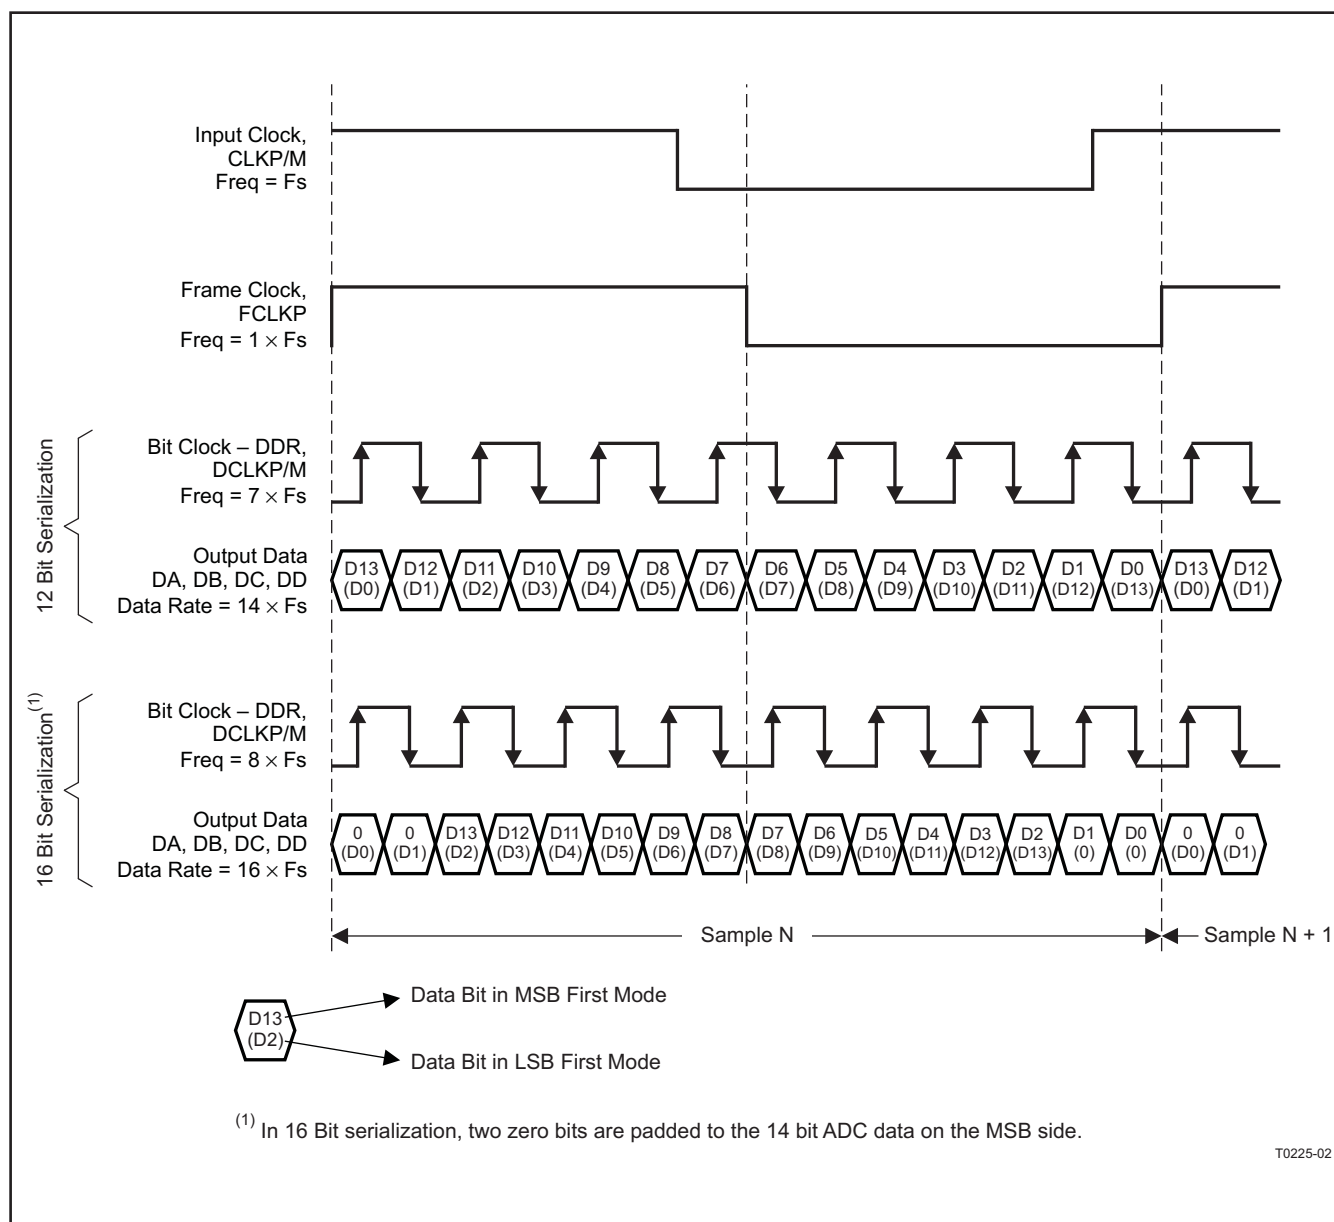 Input Clock,
CLKP/M
Freq = Fs
Frame Clock,
FCLKP
Freq = 1 × Fs
12 Bit Serialization
Bit Clock – DDR,
DCLKP/M
Freq = 7 × Fs
Output Data
DA, DB, DC, DD
Data Rate = 14 × Fs
D13 D12 D11 D10 D9 D8 D7 D6 D5 D4 D3 D2 D1 D0 D13 D12
(D0) (D1) (D2) (D3) (D4) (D5) (D6) (D7) (D8) (D9) (D10) (D11) (D12) (D13) (D0) (D1)
16 Bit Serialization(1)
Bit Clock – DDR,
DCLKP/M
Freq = 8 × Fs
Output Data
DA, DB, DC, DD
Data Rate = 16 × Fs
0 0 D13 D12 D11 D10 D9 D8 D7 D6 D5 D4 D3 D2 D1 D0 0 0
(D0) (D1) (D2) (D3) (D4) (D5) (D6) (D7) (D8) (D9) (D10) (D11) (D12) (D13) (0) (0) (D0) (D1)
Sample N
Sample N + 1
D13
(D2)
Data Bit in MSB First Mode
Data Bit in LSB First Mode
(1) In 16 Bit serialization, two zero bits are padded to the 14 bit ADC data on the MSB side.
T0225-02